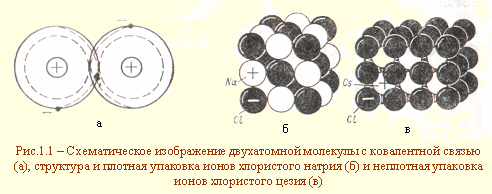 Na
+
Cl
−
Cs
+
Cl
−
а
б
в
Рис.1.1 – Схематическое изображение двухатомной молекулы с ковалентной связью
(а), структура и плотная упаковка ионов хлористого натрия (б) и неплотная упаковка
ионов хлористого цезия (в)